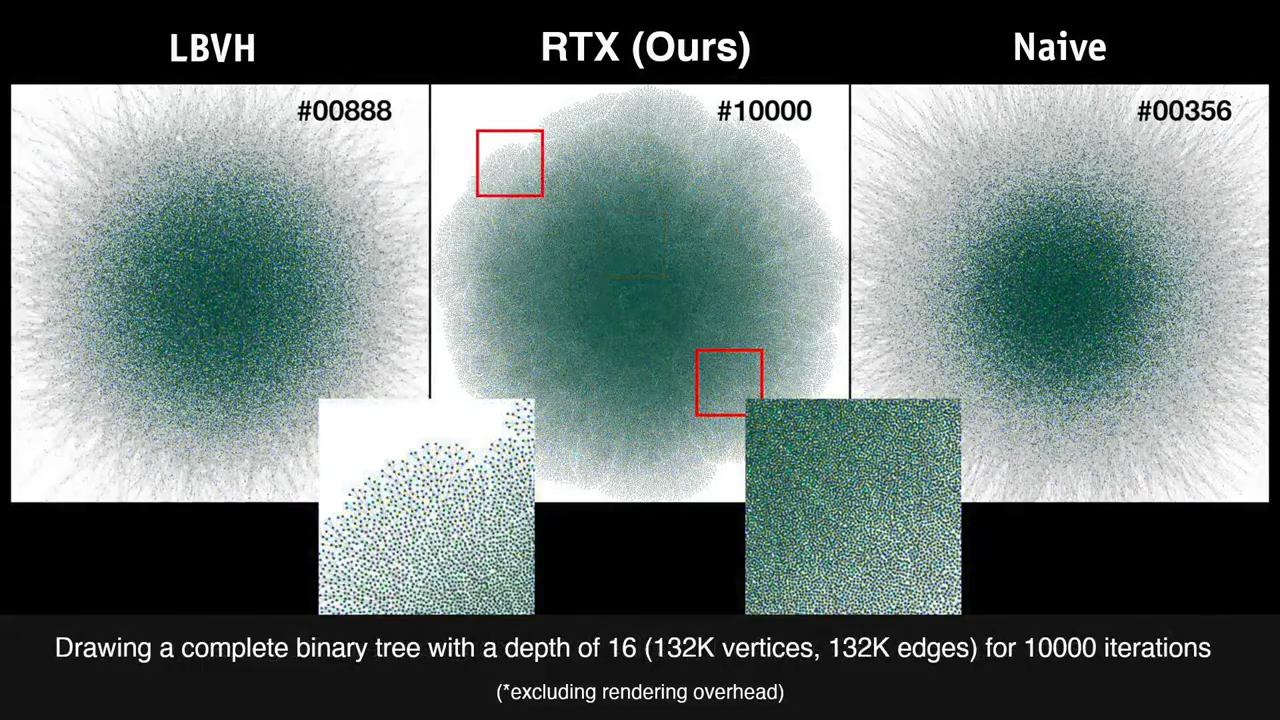 LBVH
RTX (Ours)
Naive
#00888
#10000
#00356
Drawing a complete binary tree with a depth of 16 (132K vertices, 132K edges) for 10000 iterations
(*excluding rendering overhead)